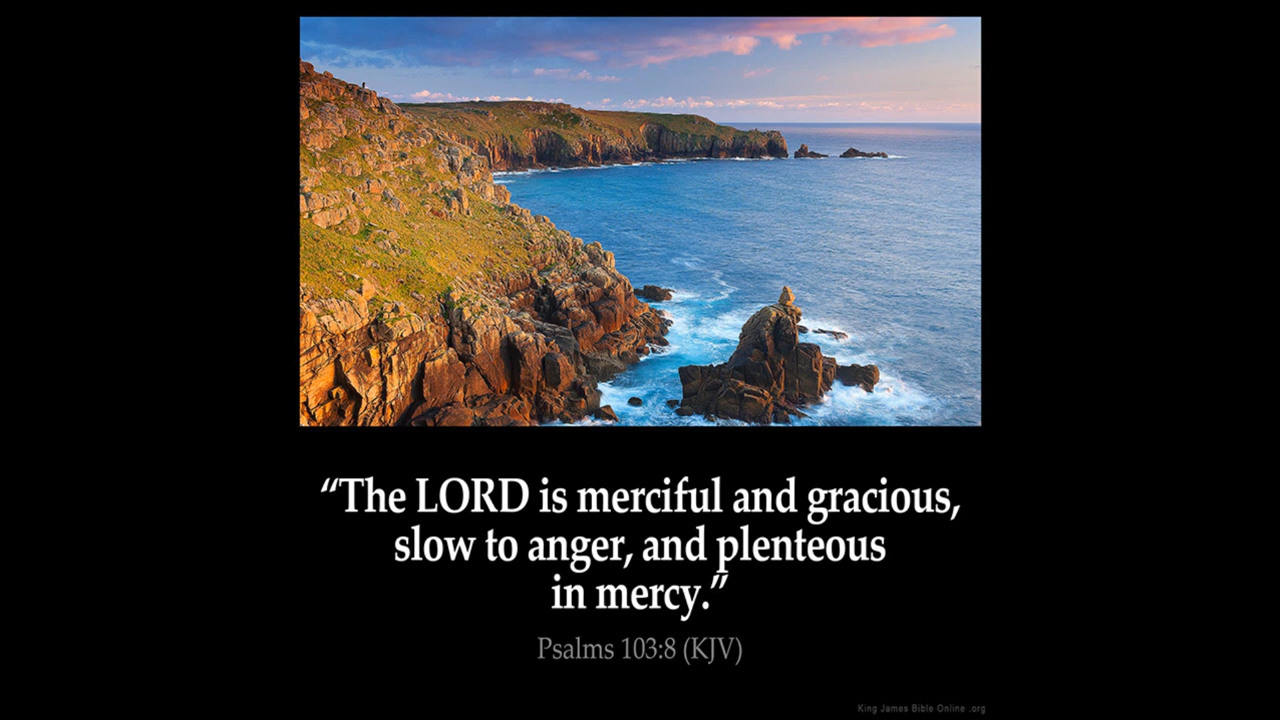 “The LORD is merciful and gracious,
slow to anger, and plenteous
in mercy.”
Psalms 103:8 (KJV)
King James Bible Online .org